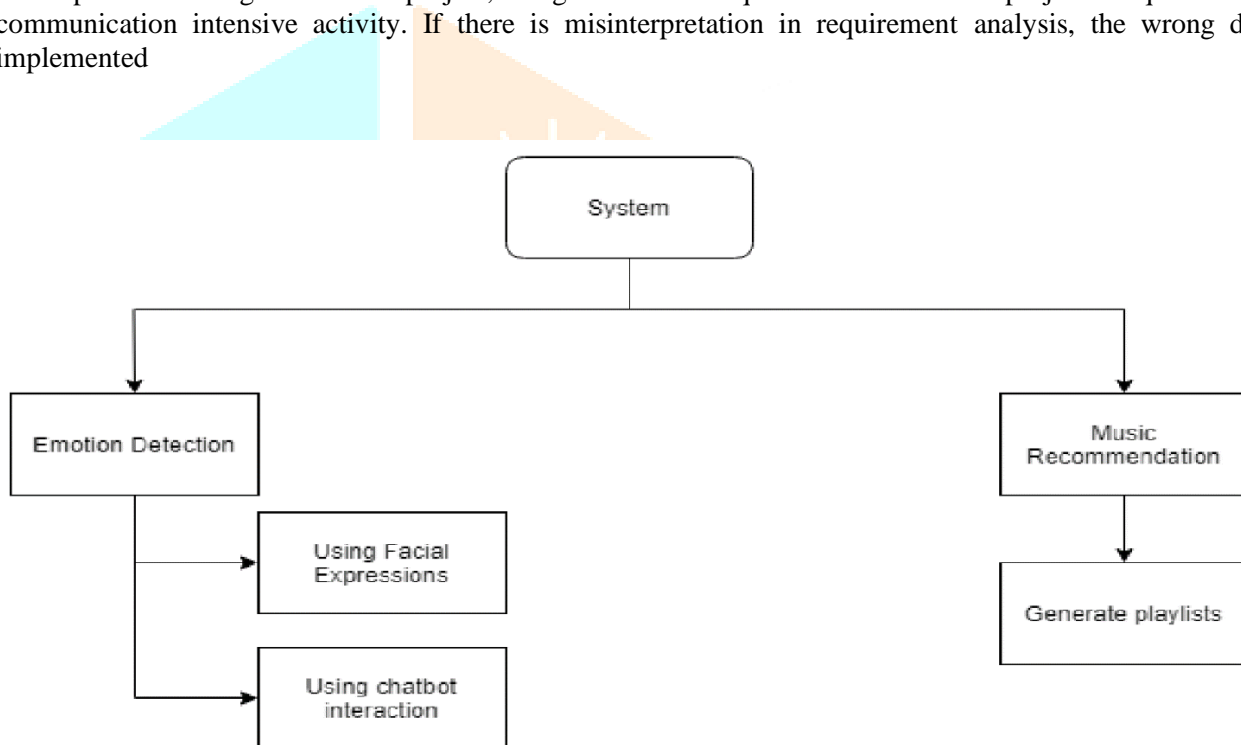 communication intensive activity. If there is misinterpretation in requirement analysis, the wrong
implemented
System
Emotion Detection
Music
Recommendation
Using Facial
Expressions
Generate playlists
Using chatbot
interaction